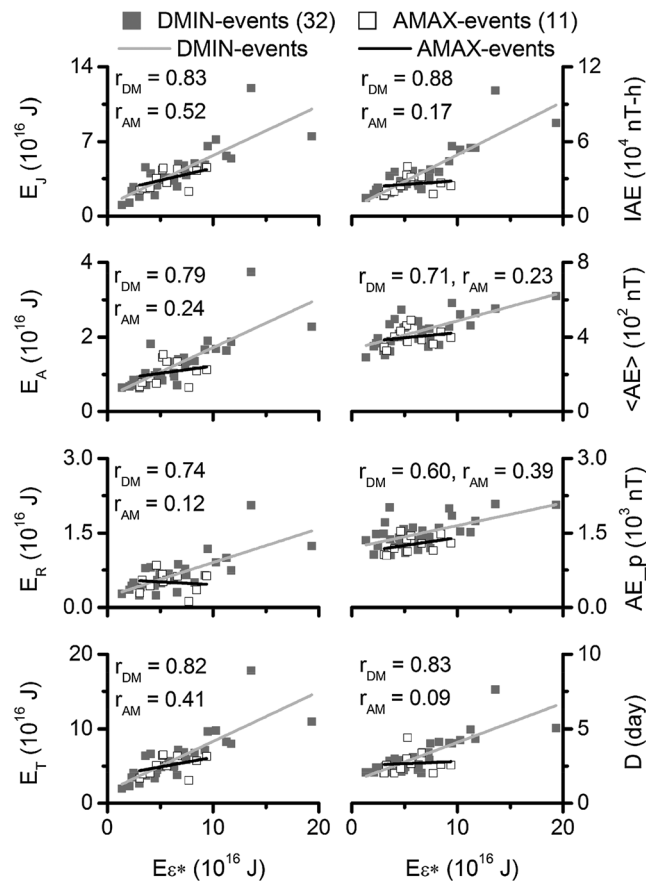 DMIN-events (32) AMAX-events (11)
DMIN-events AMAX-events
14
7
0
E_J (10^16 J)
r_DM = 0.83
r_AM = 0.52
r_DM = 0.88
r_AM = 0.17
12
8
4
0
IAE (10^4 nT-h)
4
2
0
E_A (10^16 J)
r_DM = 0.79
r_AM = 0.24
r_DM = 0.71, r_AM = 0.23
8
4
0
<AE> (10^2 nT)
3.0
1.5
0.0
E_R (10^16 J)
r_DM = 0.74
r_AM = 0.12
r_DM = 0.60, r_AM = 0.39
3.0
1.5
0.0
AE_p (10^3 nT)
20
10
0
E_T (10^16 J)
r_DM = 0.82
r_AM = 0.41
r_DM = 0.83
r_AM = 0.09
10
5
0
D (day)
0 10 20 0 10 20
Eε* (10^16 J) Eε* (10^16 J)